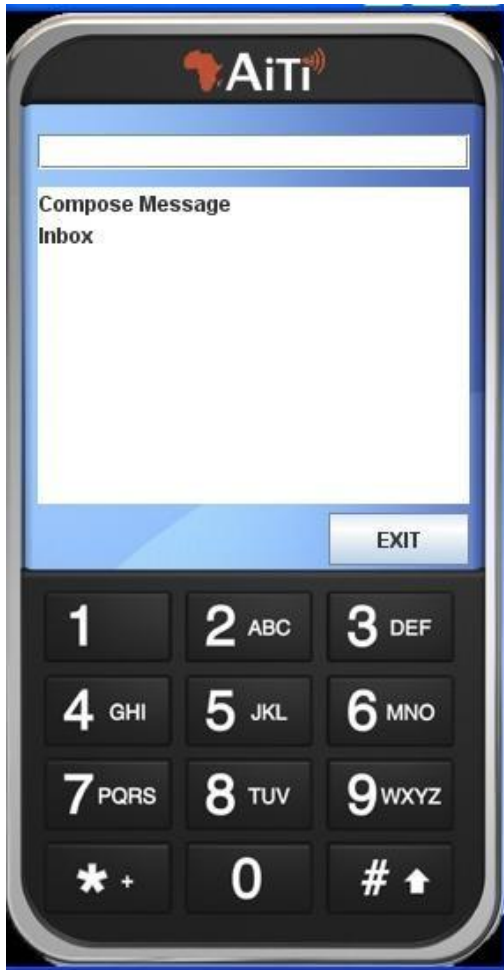 AiTi
Compose Message
Inbox
EXIT
1 2 ABC 3 DEF
4 GHI 5 JKL 6 MNO
7 PQRS 8 TUV 9 WXYZ
* + 0 #